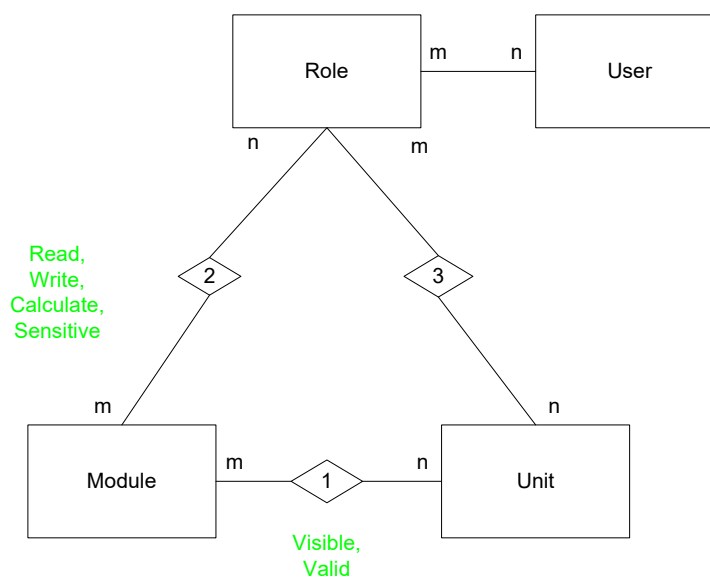 Role
m
n
User
n
m
Read,
Write,
Calculate,
Sensitive
2
3
m
n
Module
m
1
n
Unit
Visible,
Valid